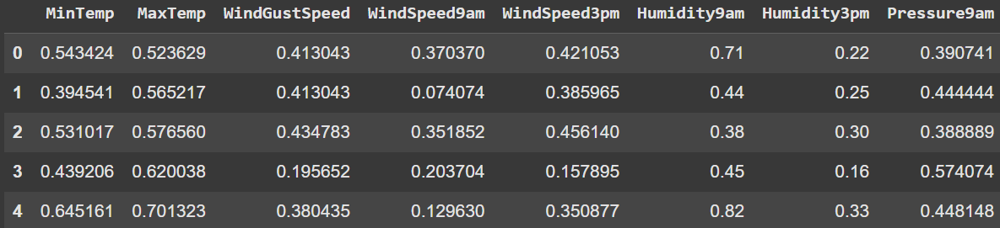 MinTemp MaxTemp WindGustSpeed WindSpeed9am WindSpeed3pm Humidity9am Humidity3pm Pressure9am
0 0.543424 0.523629 0.413043 0.370370 0.421053 0.71 0.22 0.390741
1 0.394541 0.565217 0.413043 0.074074 0.385965 0.44 0.25 0.444444
2 0.531017 0.576560 0.434783 0.351852 0.456140 0.38 0.30 0.388889
3 0.439206 0.620038 0.195652 0.203704 0.157895 0.45 0.16 0.574074
4 0.645161 0.701323 0.380435 0.129630 0.350877 0.82 0.33 0.448148